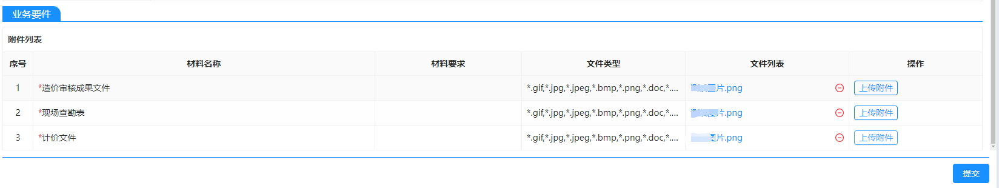 业务要件
附件列表
序号 材料名称 材料要求 文件类型 文件列表 操作
1 *造价审核成果文件 *.gif,*.jpg,*.jpeg,*.bmp,*.png,*.doc,*.... 图片.png 上传附件
2 *现场查勘表 *.gif,*.jpg,*.jpeg,*.bmp,*.png,*.doc,*.... 片.png 上传附件
3 *计价文件 *.gif,*.jpg,*.jpeg,*.bmp,*.png,*.doc,*.... 图片.png 上传附件
提交